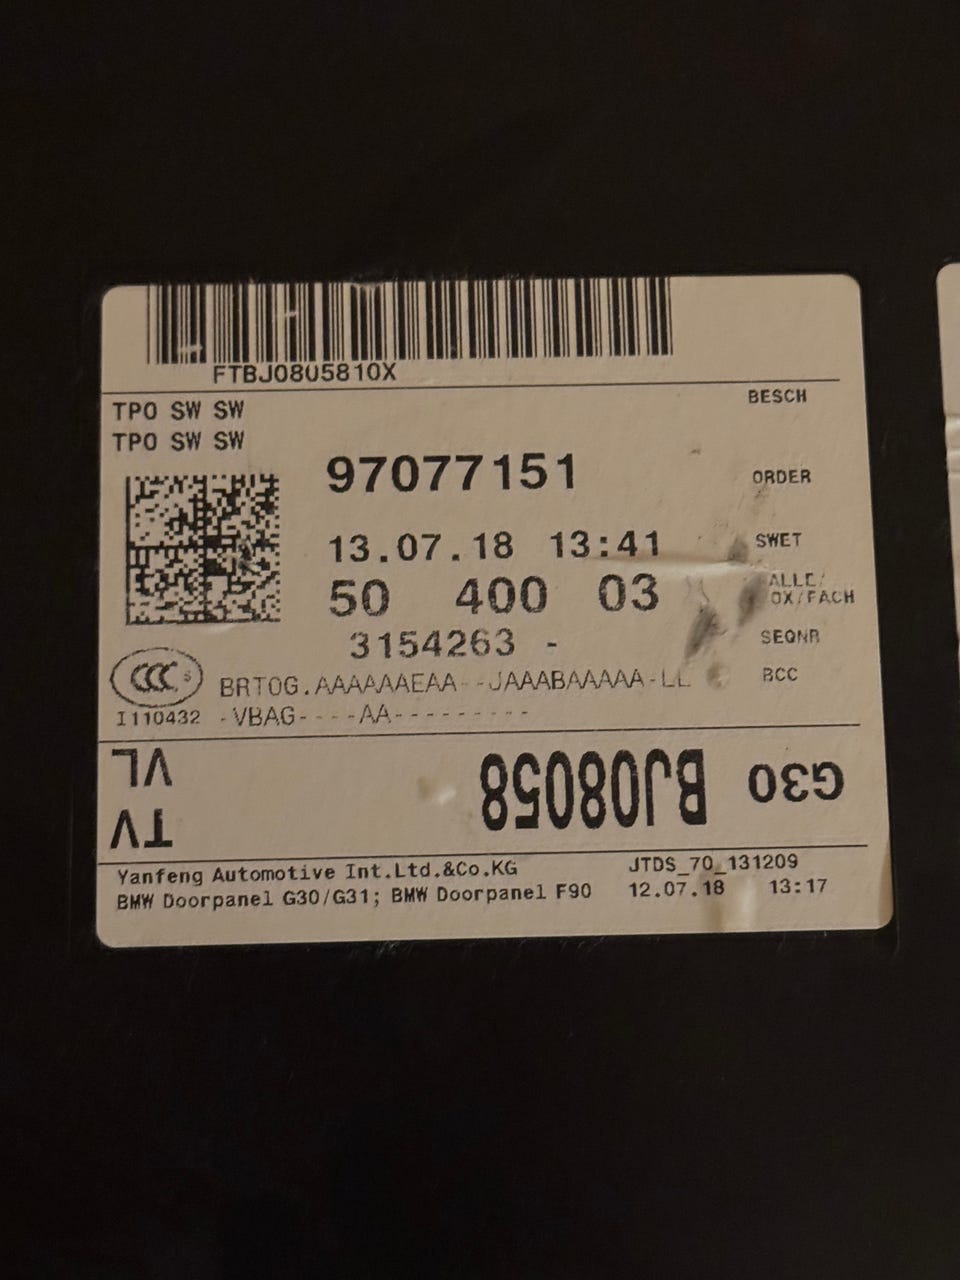 FTBJ0805810X
TPO SW SW
TPO SW SW
BESCH
97077151
ORDER
13.07.18 13:41
SWET
50 400 03
ALLE/
OX/FACH
3154263 -
SEQNR
CCC S
BRTOG.AAAAAAEAA--JAAABAAAAA-LL
BCC
I110432 -VBAG----AA---------
VL
TV
BJ08058
G30
Yanfeng Automotive Int.Ltd.&Co.KG
JTDS_70_131209
BMW Doorpanel G30/G31; BMW Doorpanel F90
12.07.18 13:17